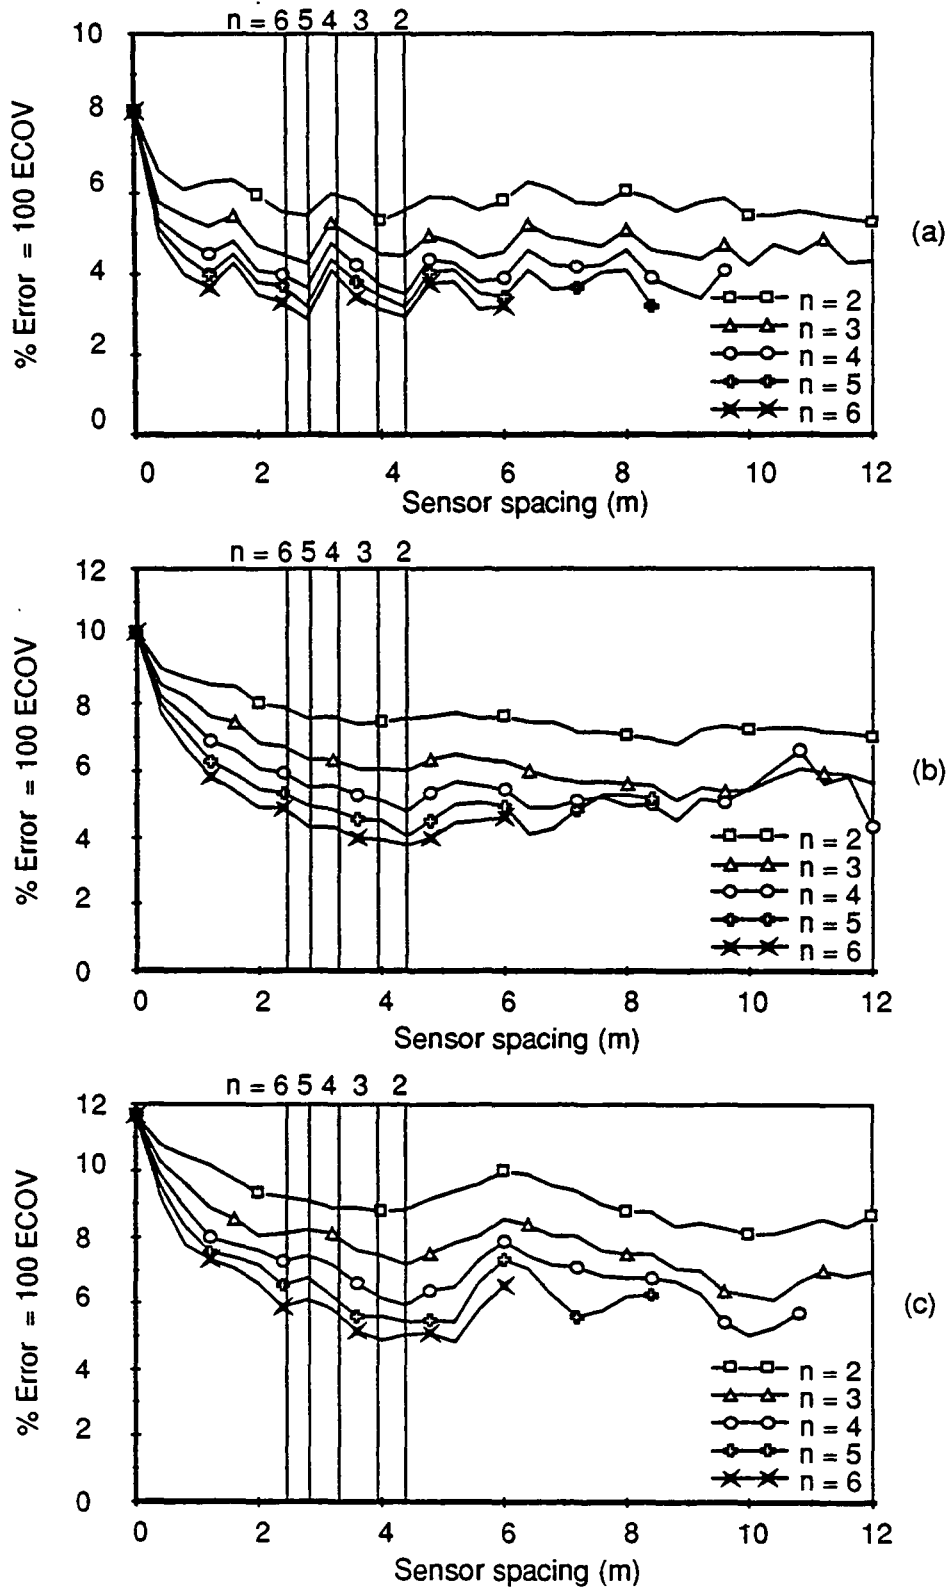 n = 6 5 4 3 2
10
8
6
4
2
0
% Error = 100 ECOV
0 2 4 6 8 10 12
Sensor spacing (m)
n = 2
n = 3
n = 4
n = 5
n = 6
(a)
n = 6 5 4 3 2
12
10
8
6
4
2
0
% Error = 100 ECOV
0 2 4 6 8 10 12
Sensor spacing (m)
n = 2
n = 3
n = 4
n = 5
n = 6
(b)
n = 6 5 4 3 2
12
10
8
6
4
2
0
% Error = 100 ECOV
0 2 4 6 8 10 12
Sensor spacing (m)
n = 2
n = 3
n = 4
n = 5
n = 6
(c)